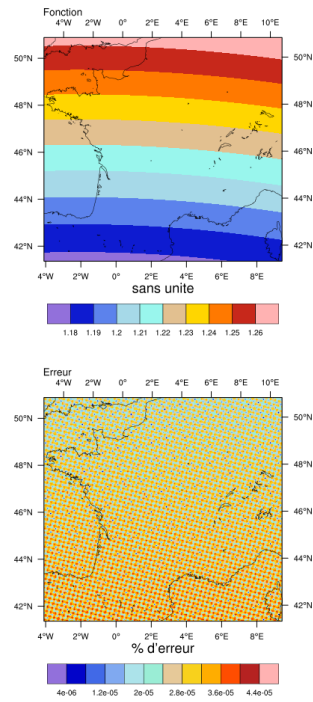 Fonction
4°W 2°W 0° 2°E 4°E 6°E 8°E 10°E
50°N 50°N
48°N 48°N
46°N 46°N
44°N 44°N
42°N 42°N
4°W 2°W 0° 2°E 4°E 6°E 8°E
sans unite
1.18 1.19 1.2 1.21 1.22 1.23 1.24 1.25 1.26
Erreur
4°W 2°W 0° 2°E 4°E 6°E 8°E 10°E
50°N 50°N
48°N 48°N
46°N 46°N
44°N 44°N
42°N 42°N
4°W 2°W 0° 2°E 4°E 6°E 8°E
% d'erreur
4e-06 1.2e-05 2e-05 2.8e-05 3.6e-05 4.4e-05